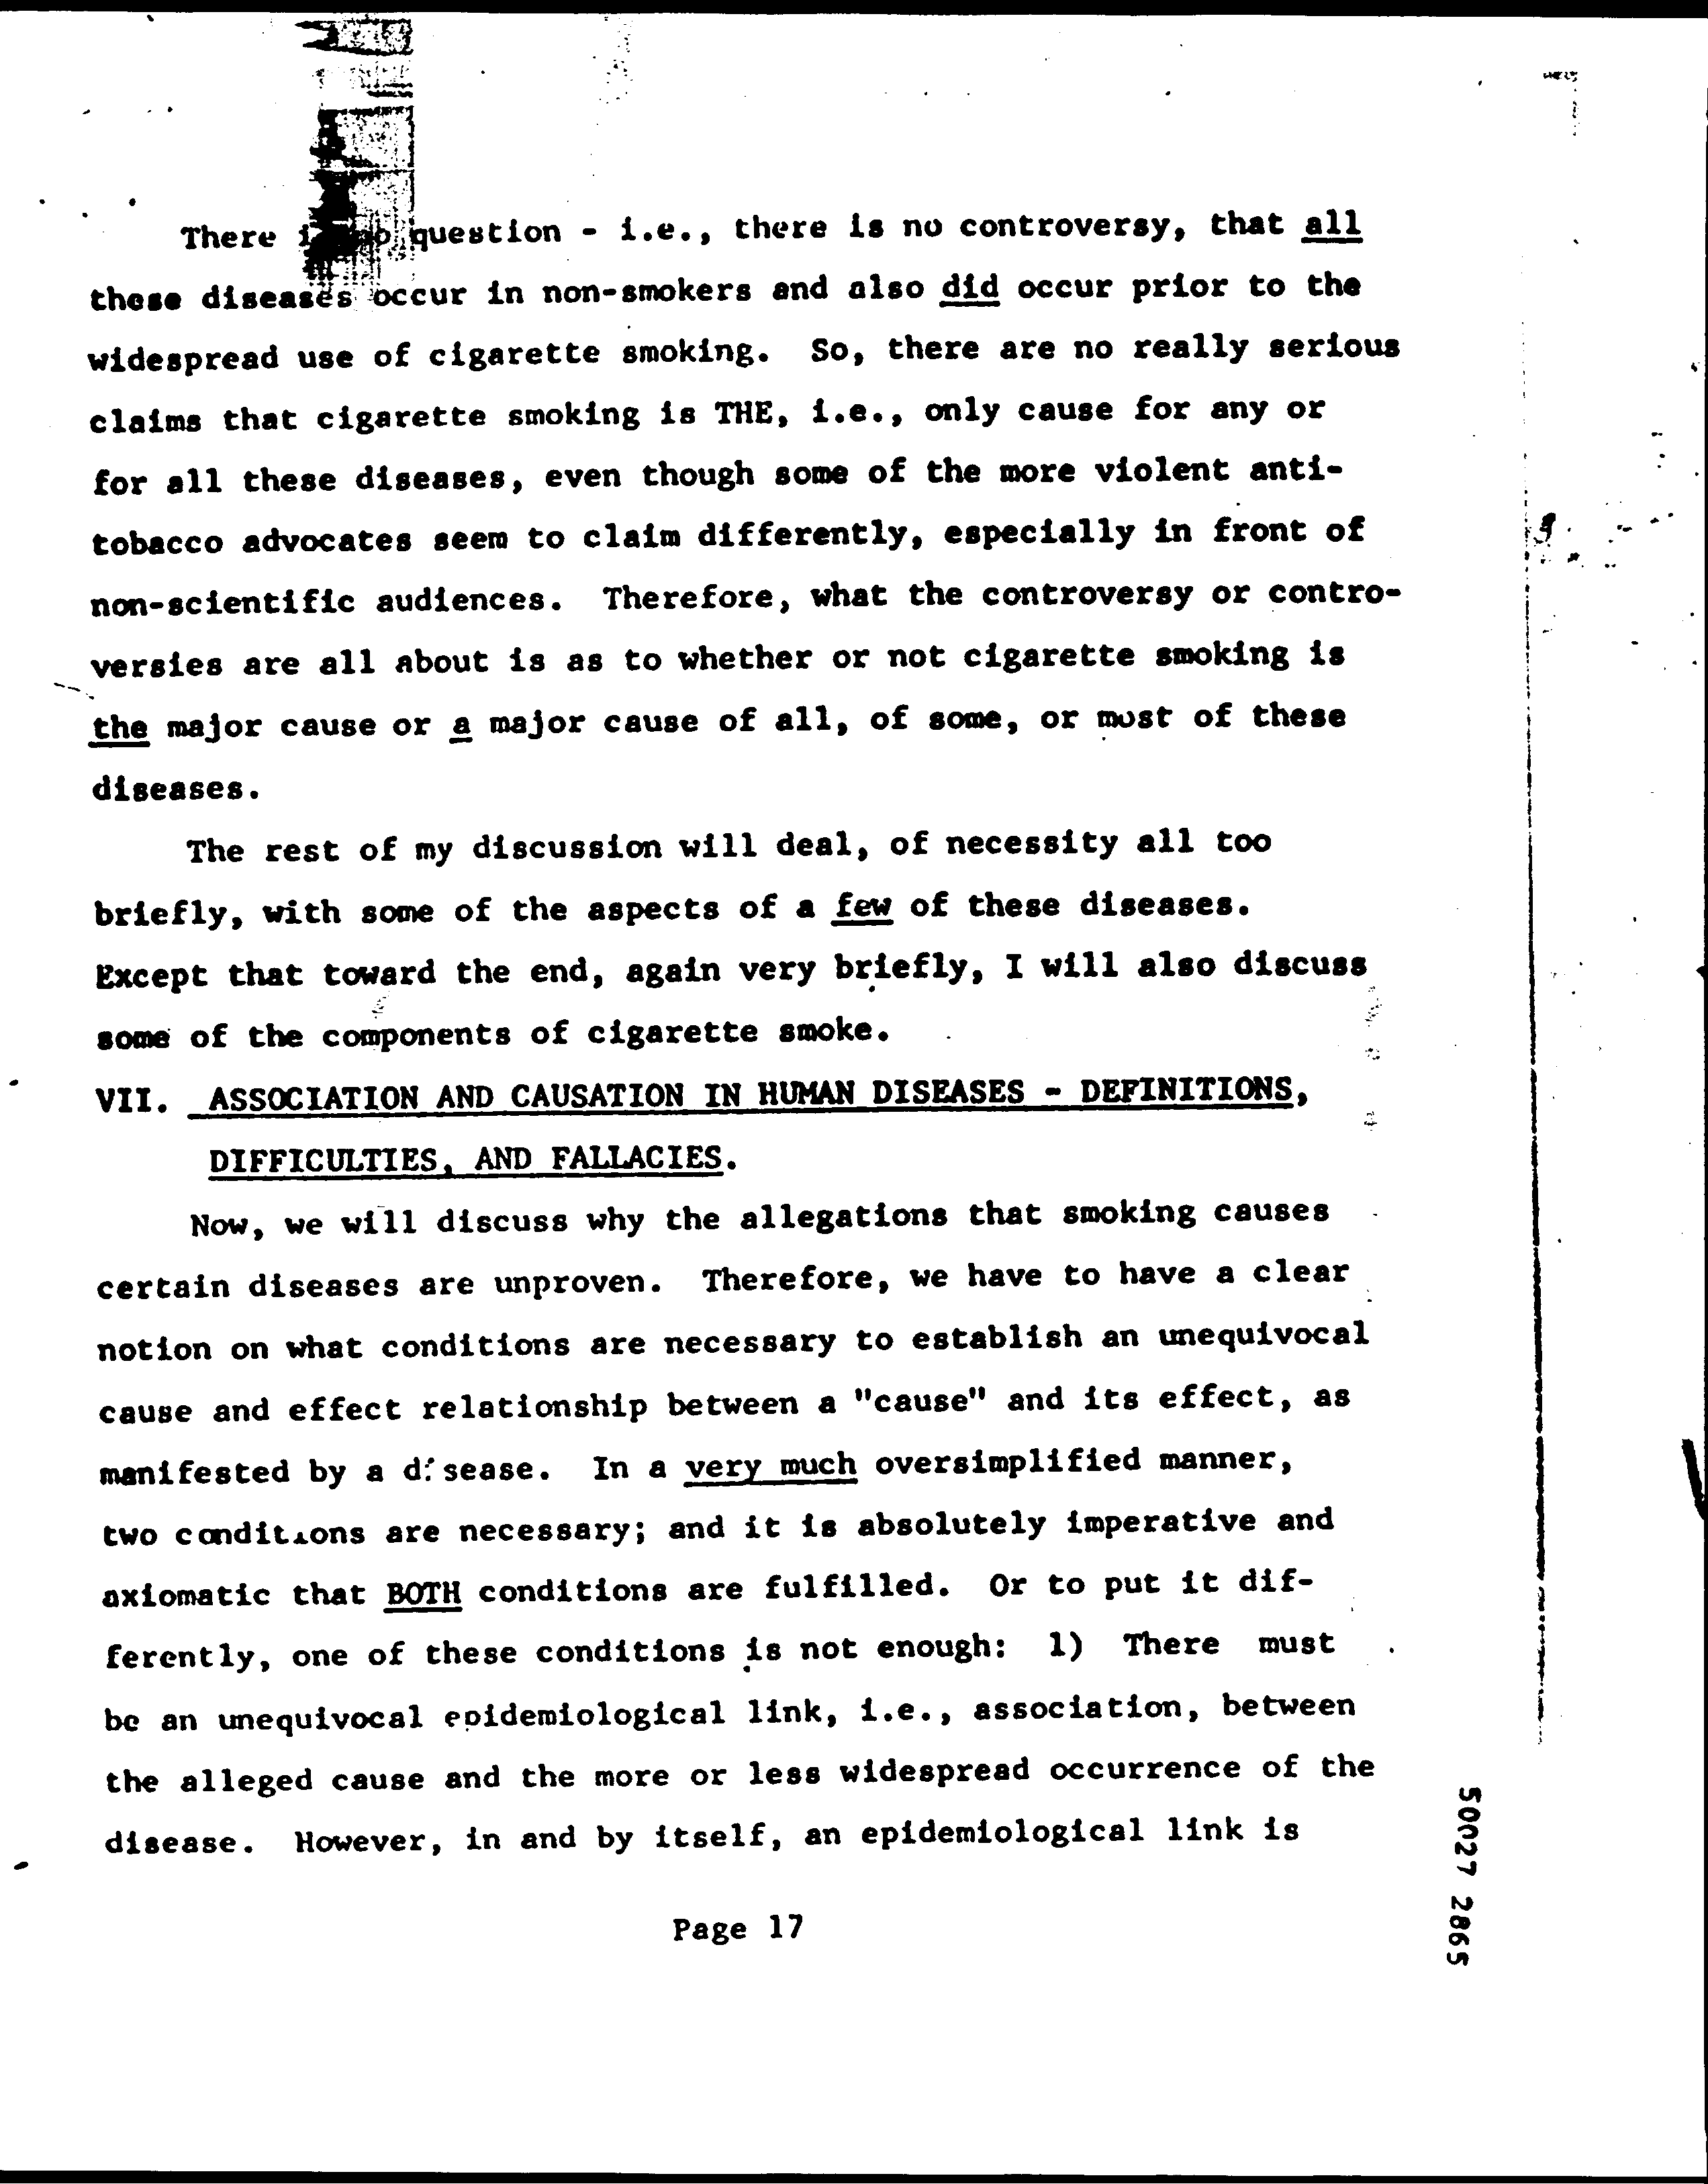 There is no question - i.e., there is no controversy, that all
these diseases occur in non-smokers and also did occur prior to the
widespread use of cigarette smoking. So, there are no really serious
claims that cigarette smoking is THE, i.e., only cause for any or
for all these diseases, even though some of the more violent anti-
tobacco advocates seem to claim differently, especially in front of
non-scientific audiences. Therefore, what the controversy or contro-
versies are all about is as to whether or not cigarette smoking is
the major cause or a major cause of all, of some, or most of these
diseases.
The rest of my discussion will deal, of necessity all too
briefly, with some of the aspects of a few of these diseases.
Except that toward the end, again very briefly, I will also discuss
some of the components of cigarette smoke.
VII. ASSOCIATION AND CAUSATION IN HUMAN DISEASES - DEFINITIONS,
DIFFICULTIES, AND FALLACIES.
Now, we will discuss why the allegations that smoking causes
certain diseases are unproven. Therefore, we have to have a clear
notion on what conditions are necessary to establish an unequivocal
cause and effect relationship between a "cause" and its effect, as
manifested by a disease. In a very much oversimplified manner,
two conditions are necessary; and it is absolutely imperative and
axiomatic that BOTH conditions are fulfilled. Or to put it dif-
ferently, one of these conditions is not enough: 1) There must
be an unequivocal epidemiological link, i.e., association, between
the alleged cause and the more or less widespread occurrence of the
disease. However, in and by itself, an epidemiological link is
Page 17
50027 2865